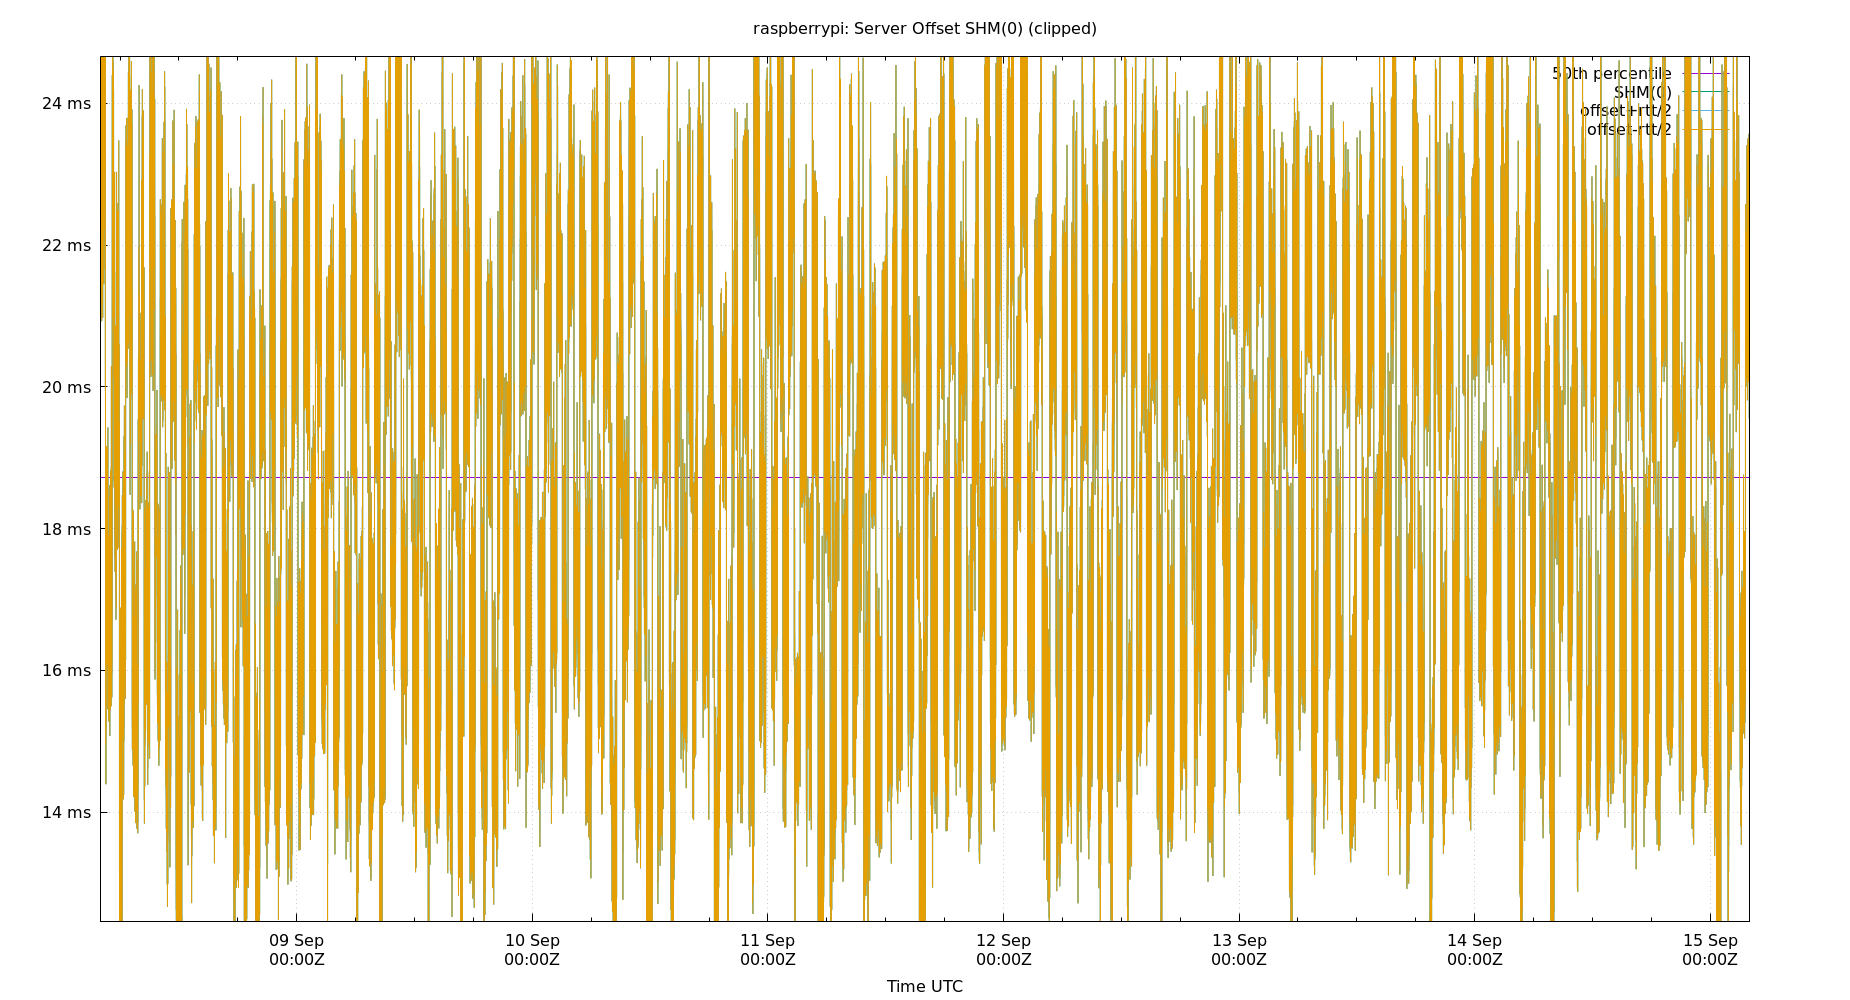 raspberrypi: Server Offset SHM(0) (clipped)
50th percentile
SHM(0)
offset+rtt/2
offset-rtt/2
24 ms
22 ms
20 ms
18 ms
16 ms
14 ms
09 Sep
00:00Z
10 Sep
00:00Z
11 Sep
00:00Z
12 Sep
00:00Z
13 Sep
00:00Z
14 Sep
00:00Z
15 Sep
00:00Z
Time UTC